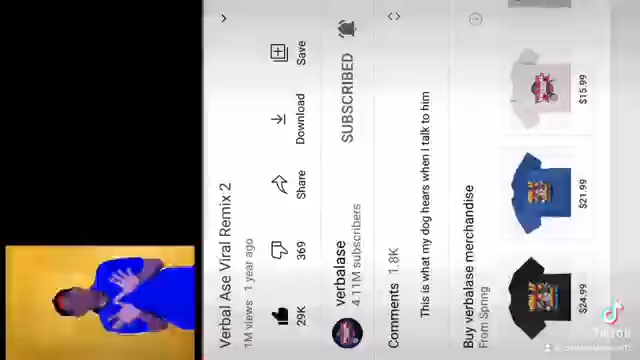 Verbal Ase Viral Remix 2
1M views 1 year ago
29K
369
Share
Download
Save
verbalase
4.11M subscribers
SUBSCRIBED
Comments 1.8K
This is what my dog hears when I talk to him
Buy verbalase merchandise
From Spring
$24.99
$21.99
$15.99
TikTok